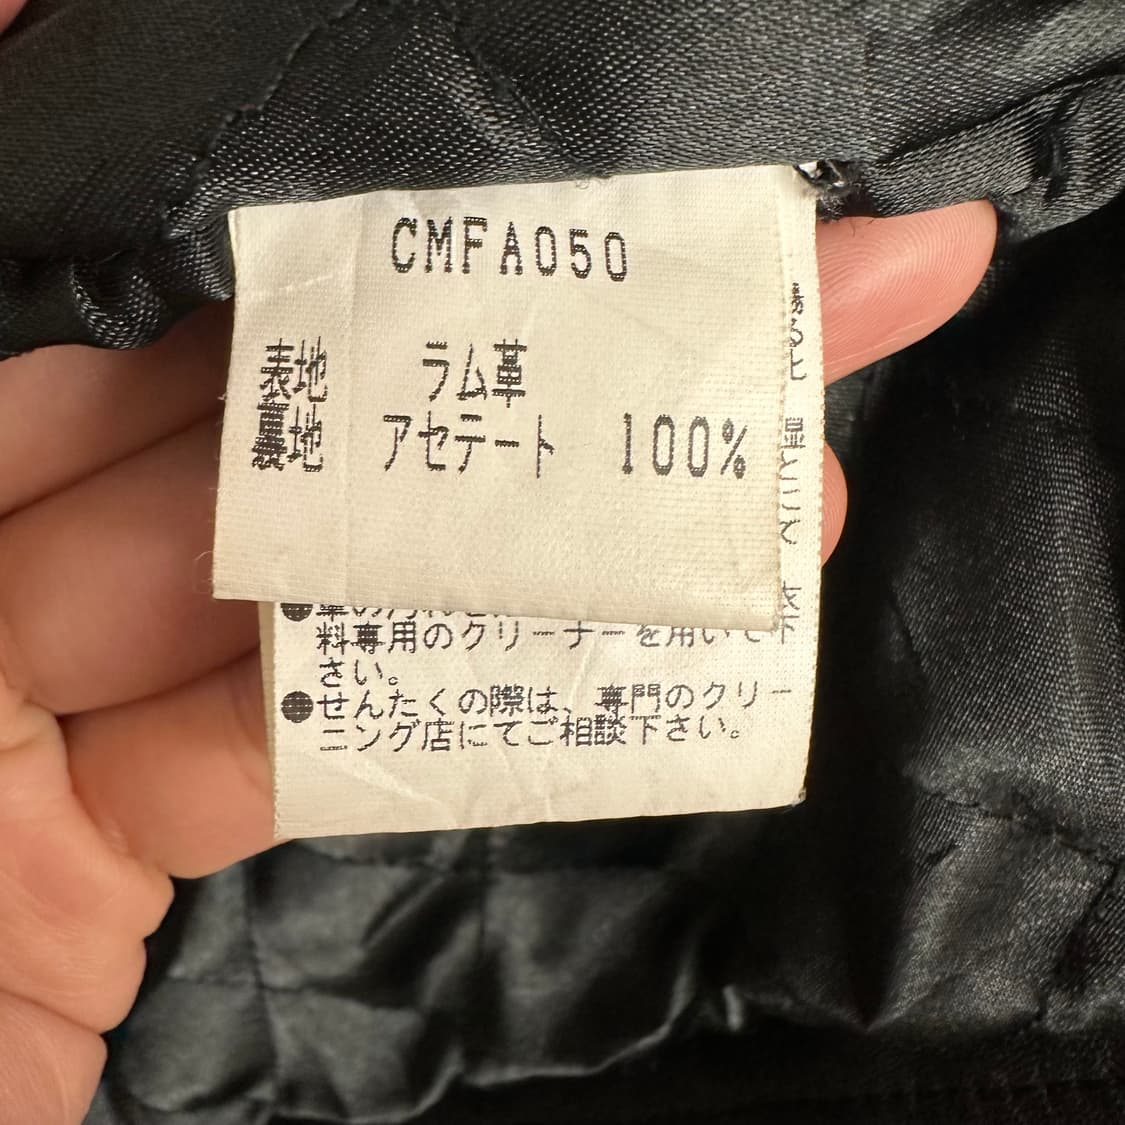 CMFA050
表地 ラム革
裏地 アセテート 100%
料専用のクリーナーを用いて下
さい。
●せんたくの際は、専門のクリー
ニング店にてご相談下さい。